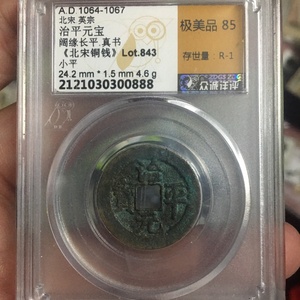 A.D.1064-1067
北宋 英宗
治平元宝
阔缘长平.真书
《北宋铜钱》Lot.843
小平
24.2 mm * 1.5 mm 4.6 g
2121030300888
极美品 85
存世量：R-1
众诚评级
治平元宝